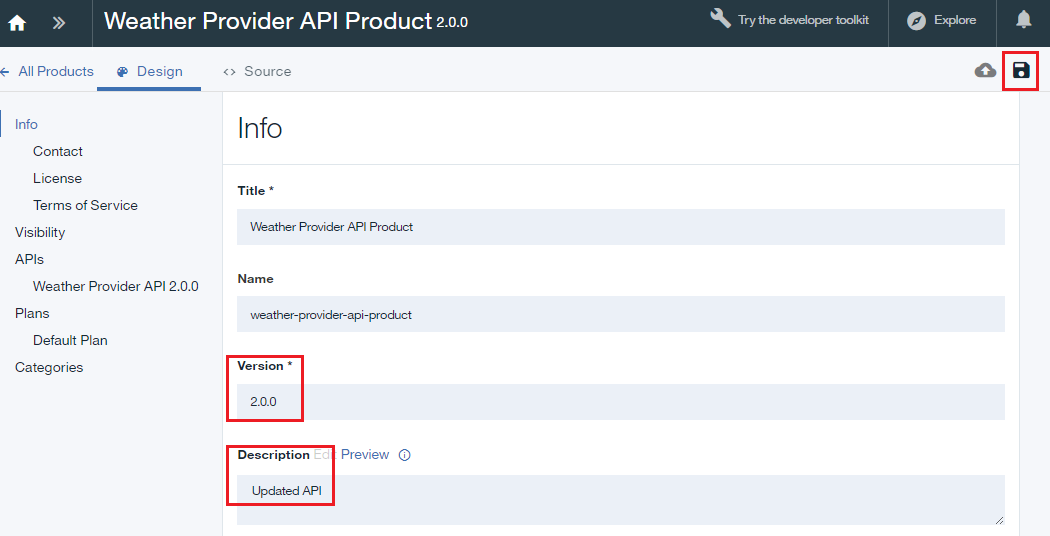 Weather Provider API Product 2.0.0
Try the developer toolkit
Explore
All Products
Design
Source
Info
Contact
License
Terms of Service
Visibility
APIs
Weather Provider API 2.0.0
Plans
Default Plan
Categories
Info
Title *
Weather Provider API Product
Name
weather-provider-api-product
Version *
2.0.0
Description Edit Preview
Updated API